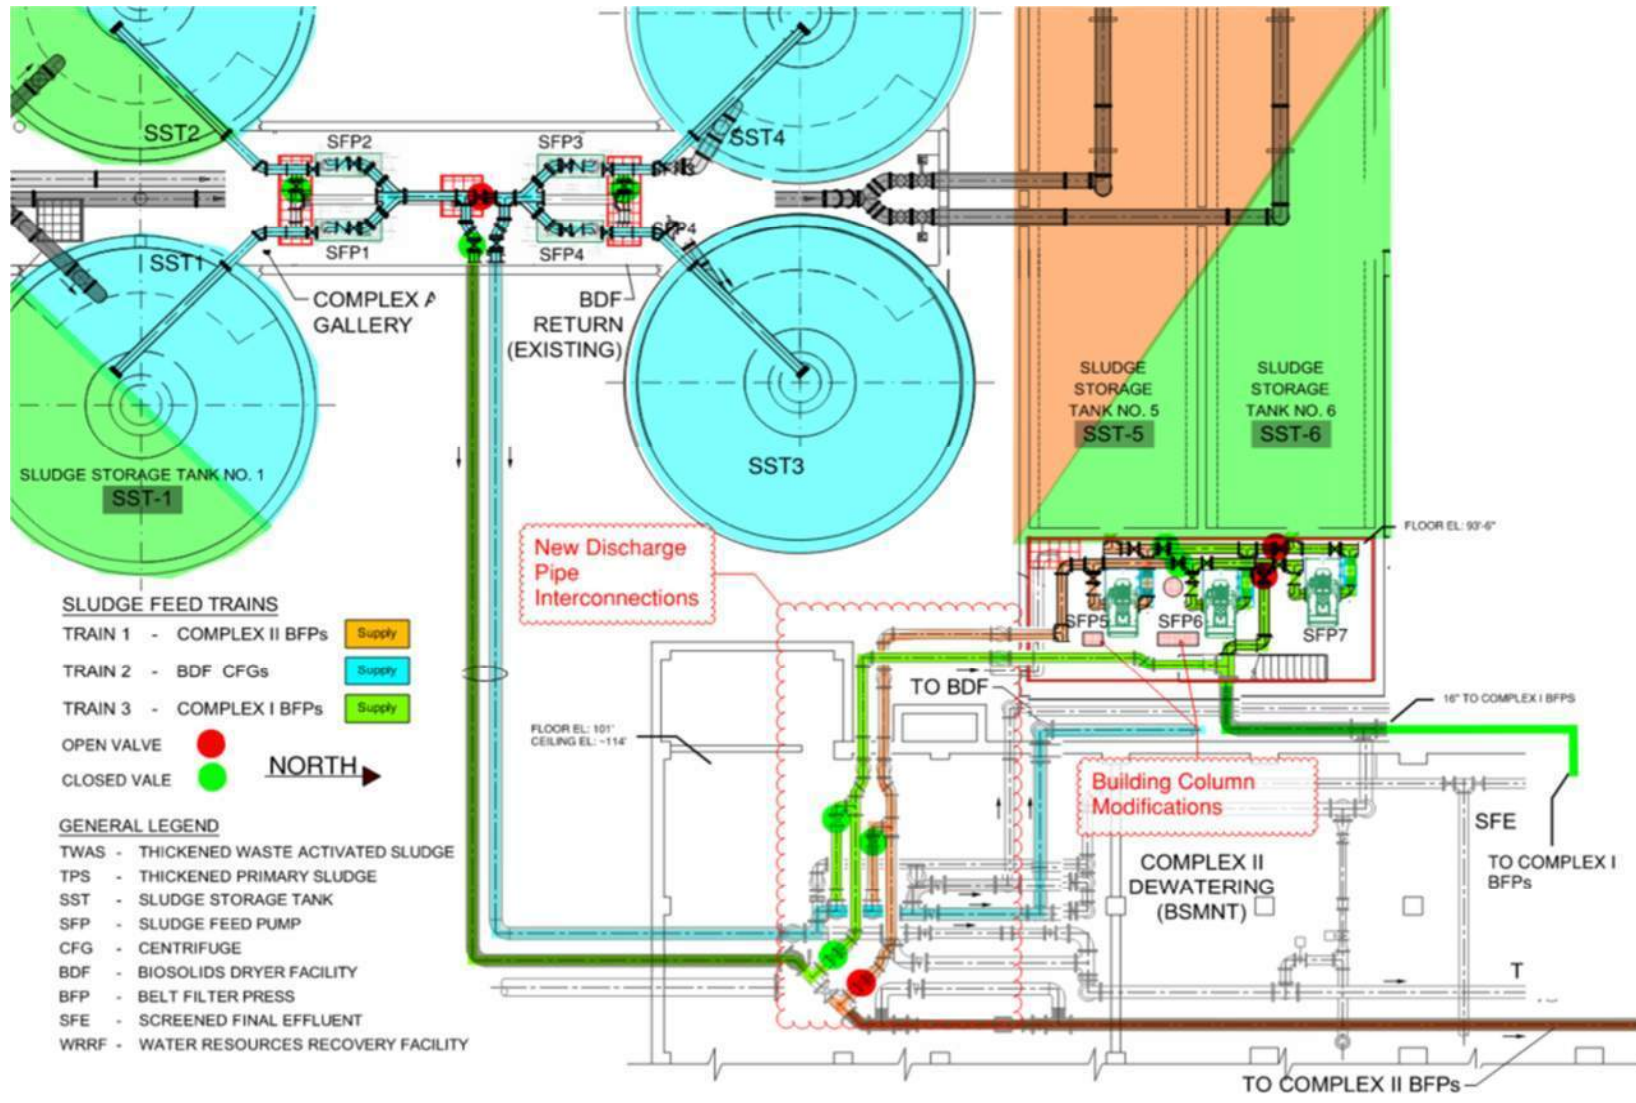 SST2
SFP2
SFP3
SST4
SST1
SFP1
SFP4
COMPLEX A
GALLERY
BDF
RETURN
(EXISTING)
SLUDGE
STORAGE
TANK NO. 5
SST-5
SLUDGE
STORAGE
TANK NO. 6
SST-6
SST3
SLUDGE STORAGE TANK NO. 1
SST-1
FLOOR EL: 93'-6"
New Discharge
Pipe
Interconnections
SFP5
SFP6
SFP7
TO BDF
16" TO COMPLEX I BFPS
FLOOR EL: 101'
CEILING EL: ~114'
SLUDGE FEED TRAINS
TRAIN 1 - COMPLEX II BFPs Supply
TRAIN 2 - BDF CFGs Supply
TRAIN 3 - COMPLEX I BFPs Supply
OPEN VALVE
CLOSED VALE
NORTH
Building Column
Modifications
SFE
TO COMPLEX I
BFPs
COMPLEX II
DEWATERING
(BSMNT)
T
GENERAL LEGEND
TWAS - THICKENED WASTE ACTIVATED SLUDGE
TPS - THICKENED PRIMARY SLUDGE
SST - SLUDGE STORAGE TANK
SFP - SLUDGE FEED PUMP
CFG - CENTRIFUGE
BDF - BIOSOLIDS DRYER FACILITY
BFP - BELT FILTER PRESS
SFE - SCREENED FINAL EFFLUENT
WRRF - WATER RESOURCES RECOVERY FACILITY
TO COMPLEX II BFPs